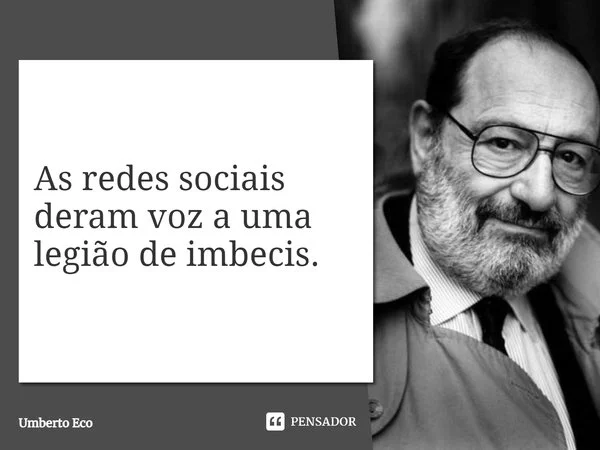 As redes sociais
deram voz a uma
legião de imbecis.
Umberto Eco
PENSADOR